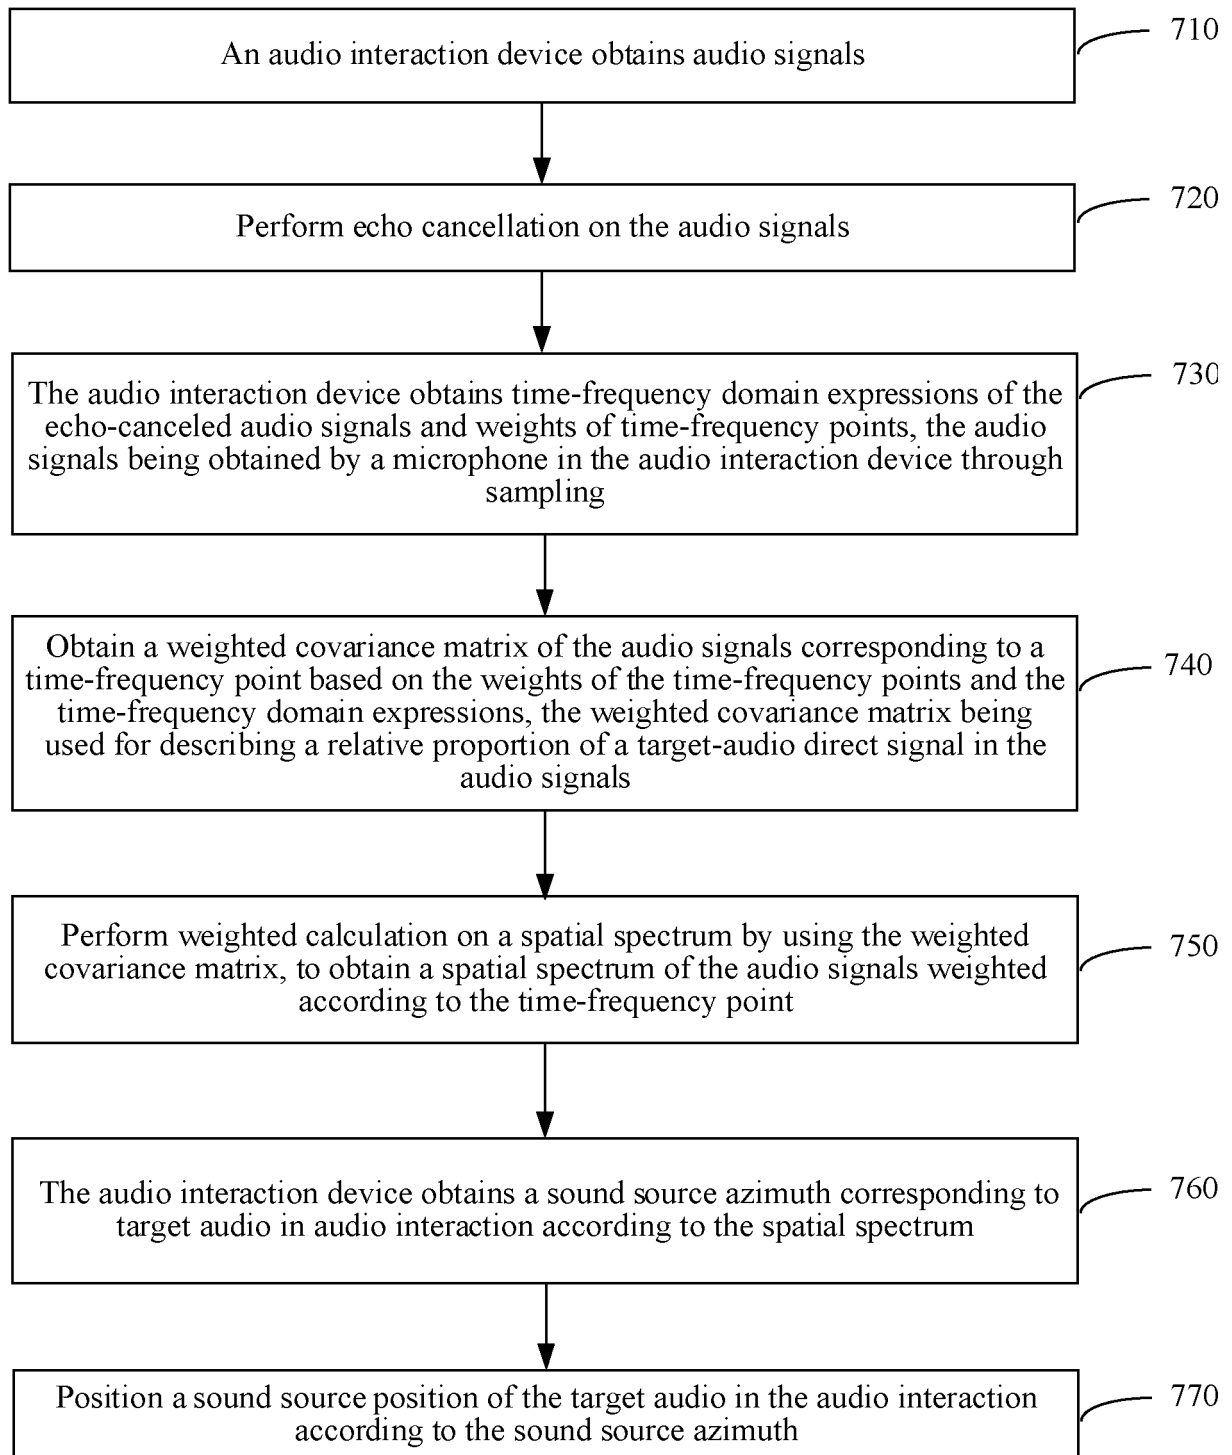 An audio interaction device obtains audio signals
710
Perform echo cancellation on the audio signals
720
The audio interaction device obtains time-frequency domain expressions of the
echo-canceled audio signals and weights of time-frequency points, the audio
signals being obtained by a microphone in the audio interaction device through
sampling
730
Obtain a weighted covariance matrix of the audio signals corresponding to a
time-frequency point based on the weights of the time-frequency points and the
time-frequency domain expressions, the weighted covariance matrix being
used for describing a relative proportion of a target-audio direct signal in the
audio signals
740
Perform weighted calculation on a spatial spectrum by using the weighted
covariance matrix, to obtain a spatial spectrum of the audio signals weighted
according to the time-frequency point
750
The audio interaction device obtains a sound source azimuth corresponding to
target audio in audio interaction according to the spatial spectrum
760
Position a sound source position of the target audio in the audio interaction
according to the sound source azimuth
770